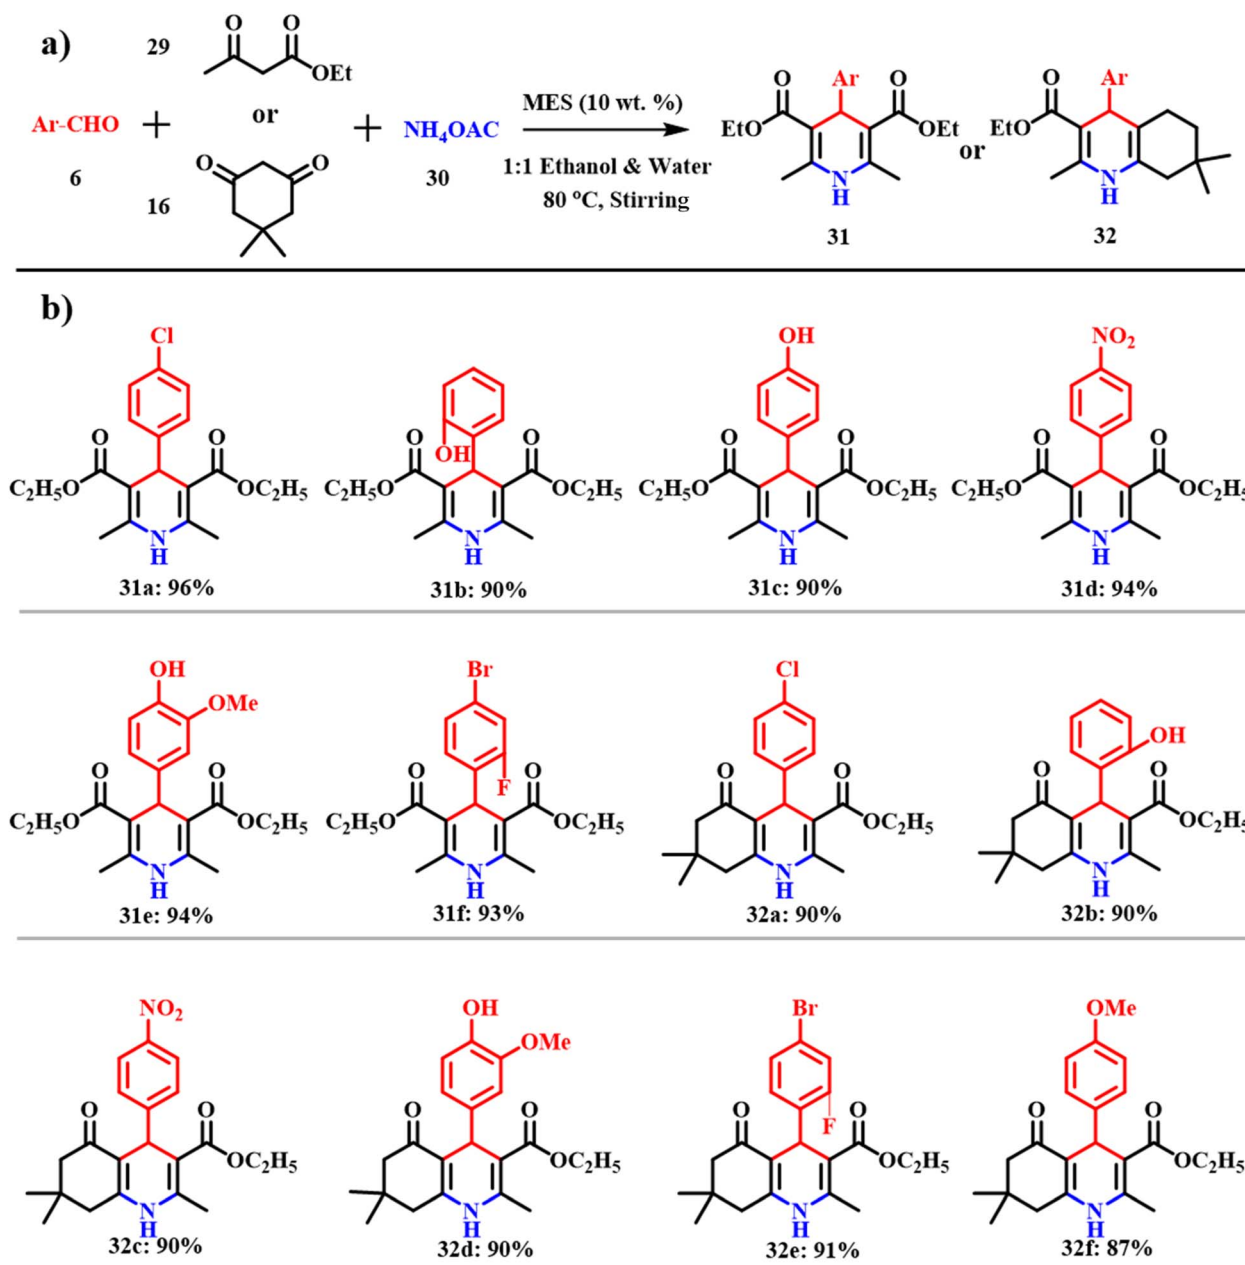 a)
29
O O
OEt
or
Ar-CHO + + NH₄OAC
6
O O
16
30
MES (10 wt. %)
1:1 Ethanol & Water
80 °C, Stirring
O Ar O
EtO OEt
N
H
31
or
O Ar
EtO
N
H
32
b)
Cl
O O
C₂H₅O OC₂H₅
N
H
31a: 96%
OH
O O
C₂H₅O OC₂H₅
N
H
31b: 90%
OH
O O
C₂H₅O OC₂H₅
N
H
31c: 90%
NO₂
O O
C₂H₅O OC₂H₅
N
H
31d: 94%
OH
OMe
O O
C₂H₅O OC₂H₅
N
H
31e: 94%
Br
F
O O
C₂H₅O OC₂H₅
N
H
31f: 93%
Cl
O O
OC₂H₅
N
H
32a: 90%
OH
O O
OC₂H₅
N
H
32b: 90%
NO₂
O O
OC₂H₅
N
H
32c: 90%
OH
OMe
O O
OC₂H₅
N
H
32d: 90%
Br
F
O O
OC₂H₅
N
H
32e: 91%
OMe
O O
OC₂H₅
N
H
32f: 87%